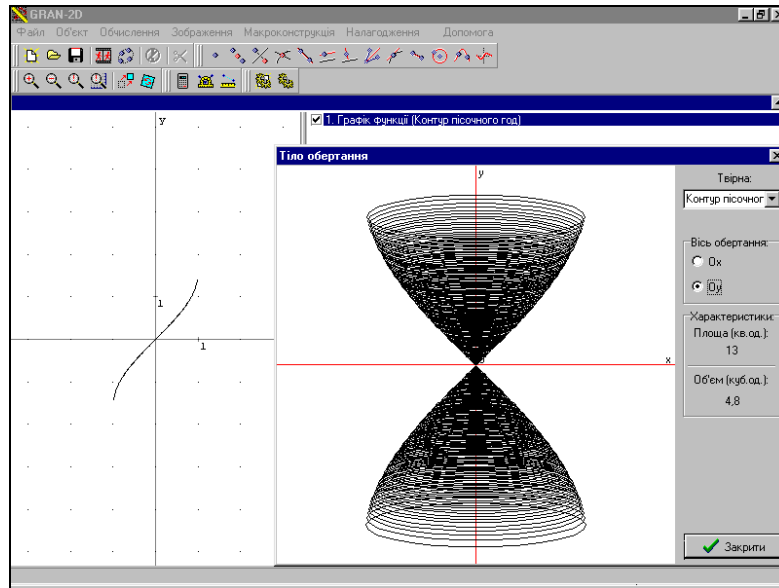 GRAN-2D
Файл Об'єкт Обчислення Зображення Макроконструкція Налагодження Допомога
Y
1
1
1. Графік функції (Контур пісочного год)
Тіло обертання
y
x
Твірна:
Контур пісочног
Вісь обертання:
Ox
Oy
Характеристики:
Площа (кв.од.):
13
Об'єм (куб.од.):
4,8
Закрити